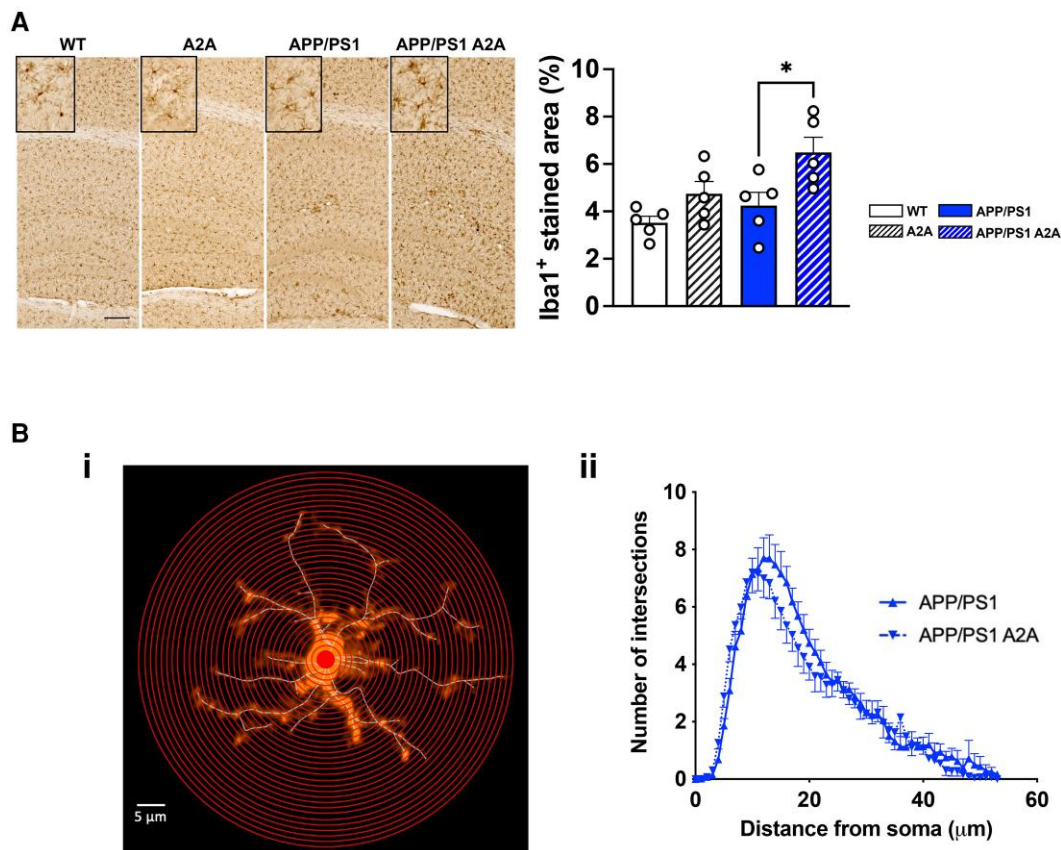 A
WT A2A APP/PS1 APP/PS1 A2A
Iba1+ stained area (%)
10
8
6
4
2
0
*
WT APP/PS1
A2A APP/PS1 A2A
B
i
5 µm
ii
Number of intersections
10
8
6
4
2
0
APP/PS1
APP/PS1 A2A
0 20 40 60
Distance from soma (µm)